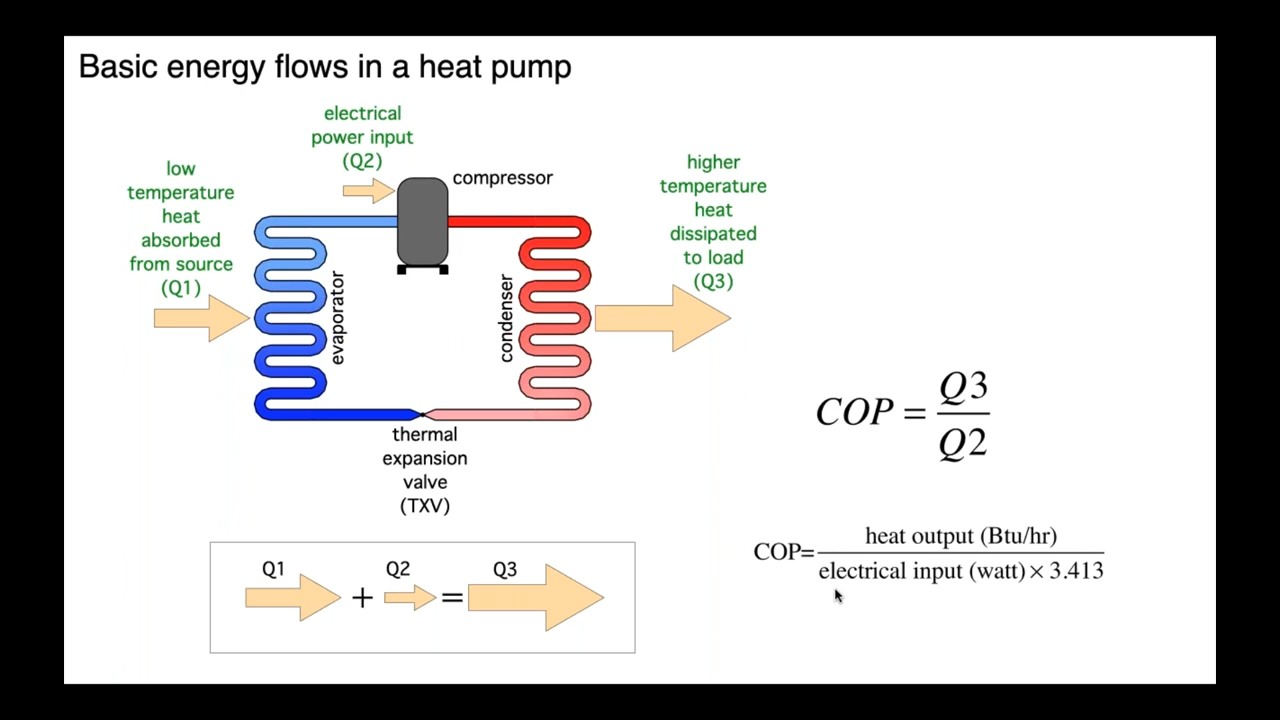 Basic energy flows in a heat pump
electrical
power input
(Q2)
compressor
low
temperature
heat
absorbed
from source
(Q1)
higher
temperature
heat
dissipated
to load
(Q3)
evaporator
condenser
thermal
expansion
valve
(TXV)
COP = Q3
Q2
COP= heat output (Btu/hr)
electrical input (watt) × 3.413
Q1 + Q2 = Q3